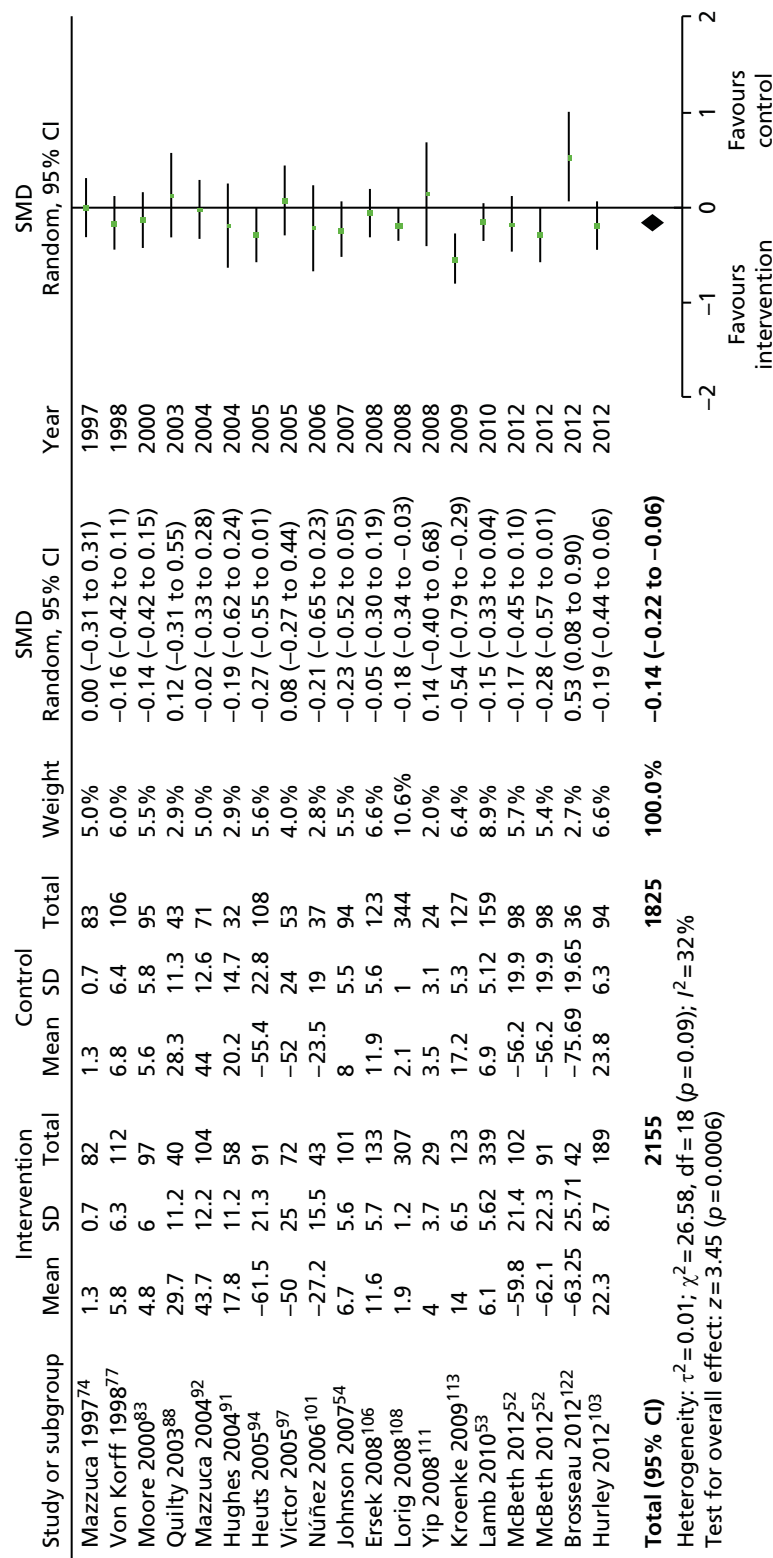 Intervention Control SMD SMD
Study or subgroup Mean SD Total Mean SD Total Weight Random, 95% CI Year Random, 95% CI
Mazzuca 1997⁷⁴ 1.3 0.7 82 1.3 0.7 83 5.0% 0.00 (−0.31 to 0.31) 1997
Von Korff 1998⁷⁷ 5.8 6.3 112 6.8 6.4 106 6.0% −0.16 (−0.42 to 0.11) 1998
Moore 2000⁸³ 4.8 6 97 5.6 5.8 95 5.5% −0.14 (−0.42 to 0.15) 2000
Quilty 2003⁸⁸ 29.7 11.2 40 28.3 11.3 43 2.9% 0.12 (−0.31 to 0.55) 2003
Mazzuca 2004⁹² 43.7 12.2 104 44 12.6 71 5.0% −0.02 (−0.33 to 0.28) 2004
Hughes 2004⁹¹ 17.8 11.2 58 20.2 14.7 32 2.9% −0.19 (−0.62 to 0.24) 2004
Heuts 2005⁹⁴ −61.5 21.3 91 −55.4 22.8 108 5.6% −0.27 (−0.55 to 0.01) 2005
Victor 2005⁹⁷ −50 25 72 −52 24 53 4.0% 0.08 (−0.27 to 0.44) 2005
Núñez 2006¹⁰¹ −27.2 15.5 43 −23.5 19 37 2.8% −0.21 (−0.65 to 0.23) 2006
Johnson 2007⁵⁴ 6.7 5.6 101 8 5.5 94 5.5% −0.23 (−0.52 to 0.05) 2007
Ersek 2008¹⁰⁶ 11.6 5.7 133 11.9 5.6 123 6.6% −0.05 (−0.30 to 0.19) 2008
Lorig 2008¹⁰⁸ 1.9 1.2 307 2.1 1 344 10.6% −0.18 (−0.34 to −0.03) 2008
Yip 2008¹¹¹ 4 3.7 29 3.5 3.1 24 2.0% 0.14 (−0.40 to 0.68) 2008
Kroenke 2009¹¹³ 14 6.5 123 17.2 5.3 127 6.4% −0.54 (−0.79 to −0.29) 2009
Lamb 2010⁵³ 6.1 5.62 339 6.9 5.12 159 8.9% −0.15 (−0.33 to 0.04) 2010
McBeth 2012⁵² −59.8 21.4 102 −56.2 19.9 98 5.7% −0.17 (−0.45 to 0.10) 2012
McBeth 2012⁵² −62.1 22.3 91 −56.2 19.9 98 5.4% −0.28 (−0.57 to 0.01) 2012
Brosseau 2012¹²² −63.25 25.71 42 −75.69 19.65 36 2.7% 0.53 (0.08 to 0.90) 2012
Hurley 2012¹⁰³ 22.3 8.7 189 23.8 6.3 94 6.6% −0.19 (−0.44 to 0.06) 2012
Total (95% CI) 2155 1825 100.0% −0.14 (−0.22 to −0.06)
Heterogeneity: τ²=0.01; χ²=26.58, df=18 (p=0.09); I²=32%
Test for overall effect: z=3.45 (p=0.0006)
−2 −1 0 1 2
Favours Favours
intervention control